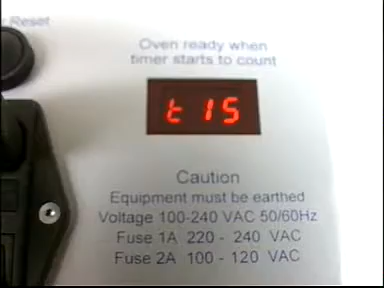 Reset
Oven ready when
timer starts to count
t 15
Caution
Equipment must be earthed
Voltage 100-240 VAC 50/60Hz
Fuse 1A 220 - 240 VAC
Fuse 2A 100 - 120 VAC